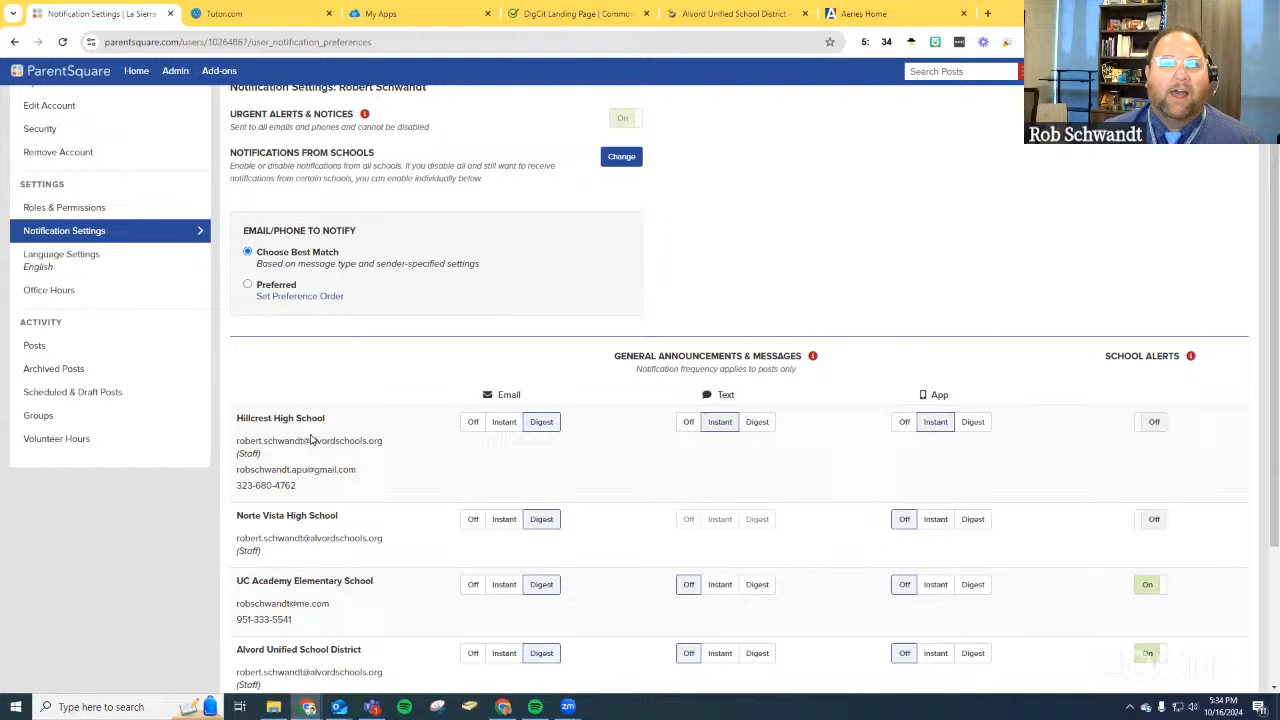 Notification Settings | La Sierra
Tutor.com
My Apps
DigCit Landing Page | Common
Alvord Unified School District -
Aeries Home
parentsquare.com/users/10264867/user_notification_preferences
5:
34
ParentSquare
Home
Admin
Add-ons
Search Posts
Rob Schwandt
Edit Account
Security
Remove Account
SETTINGS
Roles & Permissions
Notification Settings
Language Settings
English
Office Hours
ACTIVITY
Posts
Archived Posts
Scheduled & Draft Posts
Groups
Volunteer Hours
Notification Settings: Robert Schwandt
URGENT ALERTS & NOTICES
On
Sent to all emails and phones and cannot be disabled
NOTIFICATIONS FROM SCHOOLS
Change
Enable or disable notifications from all schools. If you disable all and still want to receive
notifications from certain schools, you can enable individually below.
EMAIL/PHONE TO NOTIFY
Choose Best Match
Based on message type and sender-specified settings
Preferred
Set Preference Order
GENERAL ANNOUNCEMENTS & MESSAGES
SCHOOL ALERTS
Notification frequency applies to posts only
Email Text App
Hillcrest High School Off Instant Digest Off Instant Digest Off Instant Digest Off
robert.schwandt@alvordschools.org
(Staff)
robschwandt.apu@gmail.com
323-680-4762
Norte Vista High School Off Instant Digest Off Instant Digest Off Instant Digest Off
robert.schwandt@alvordschools.org
(Staff)
UC Academy Elementary School Off Instant Digest Off Instant Digest Off Instant Digest On
robschwandt@me.com
951-333-5541
Alvord Unified School District Off Instant Digest Off Instant Digest Off Instant Digest On
robert.schwandt@alvordschools.org
(Staff)
Type here to search
5:34 PM
10/16/2024